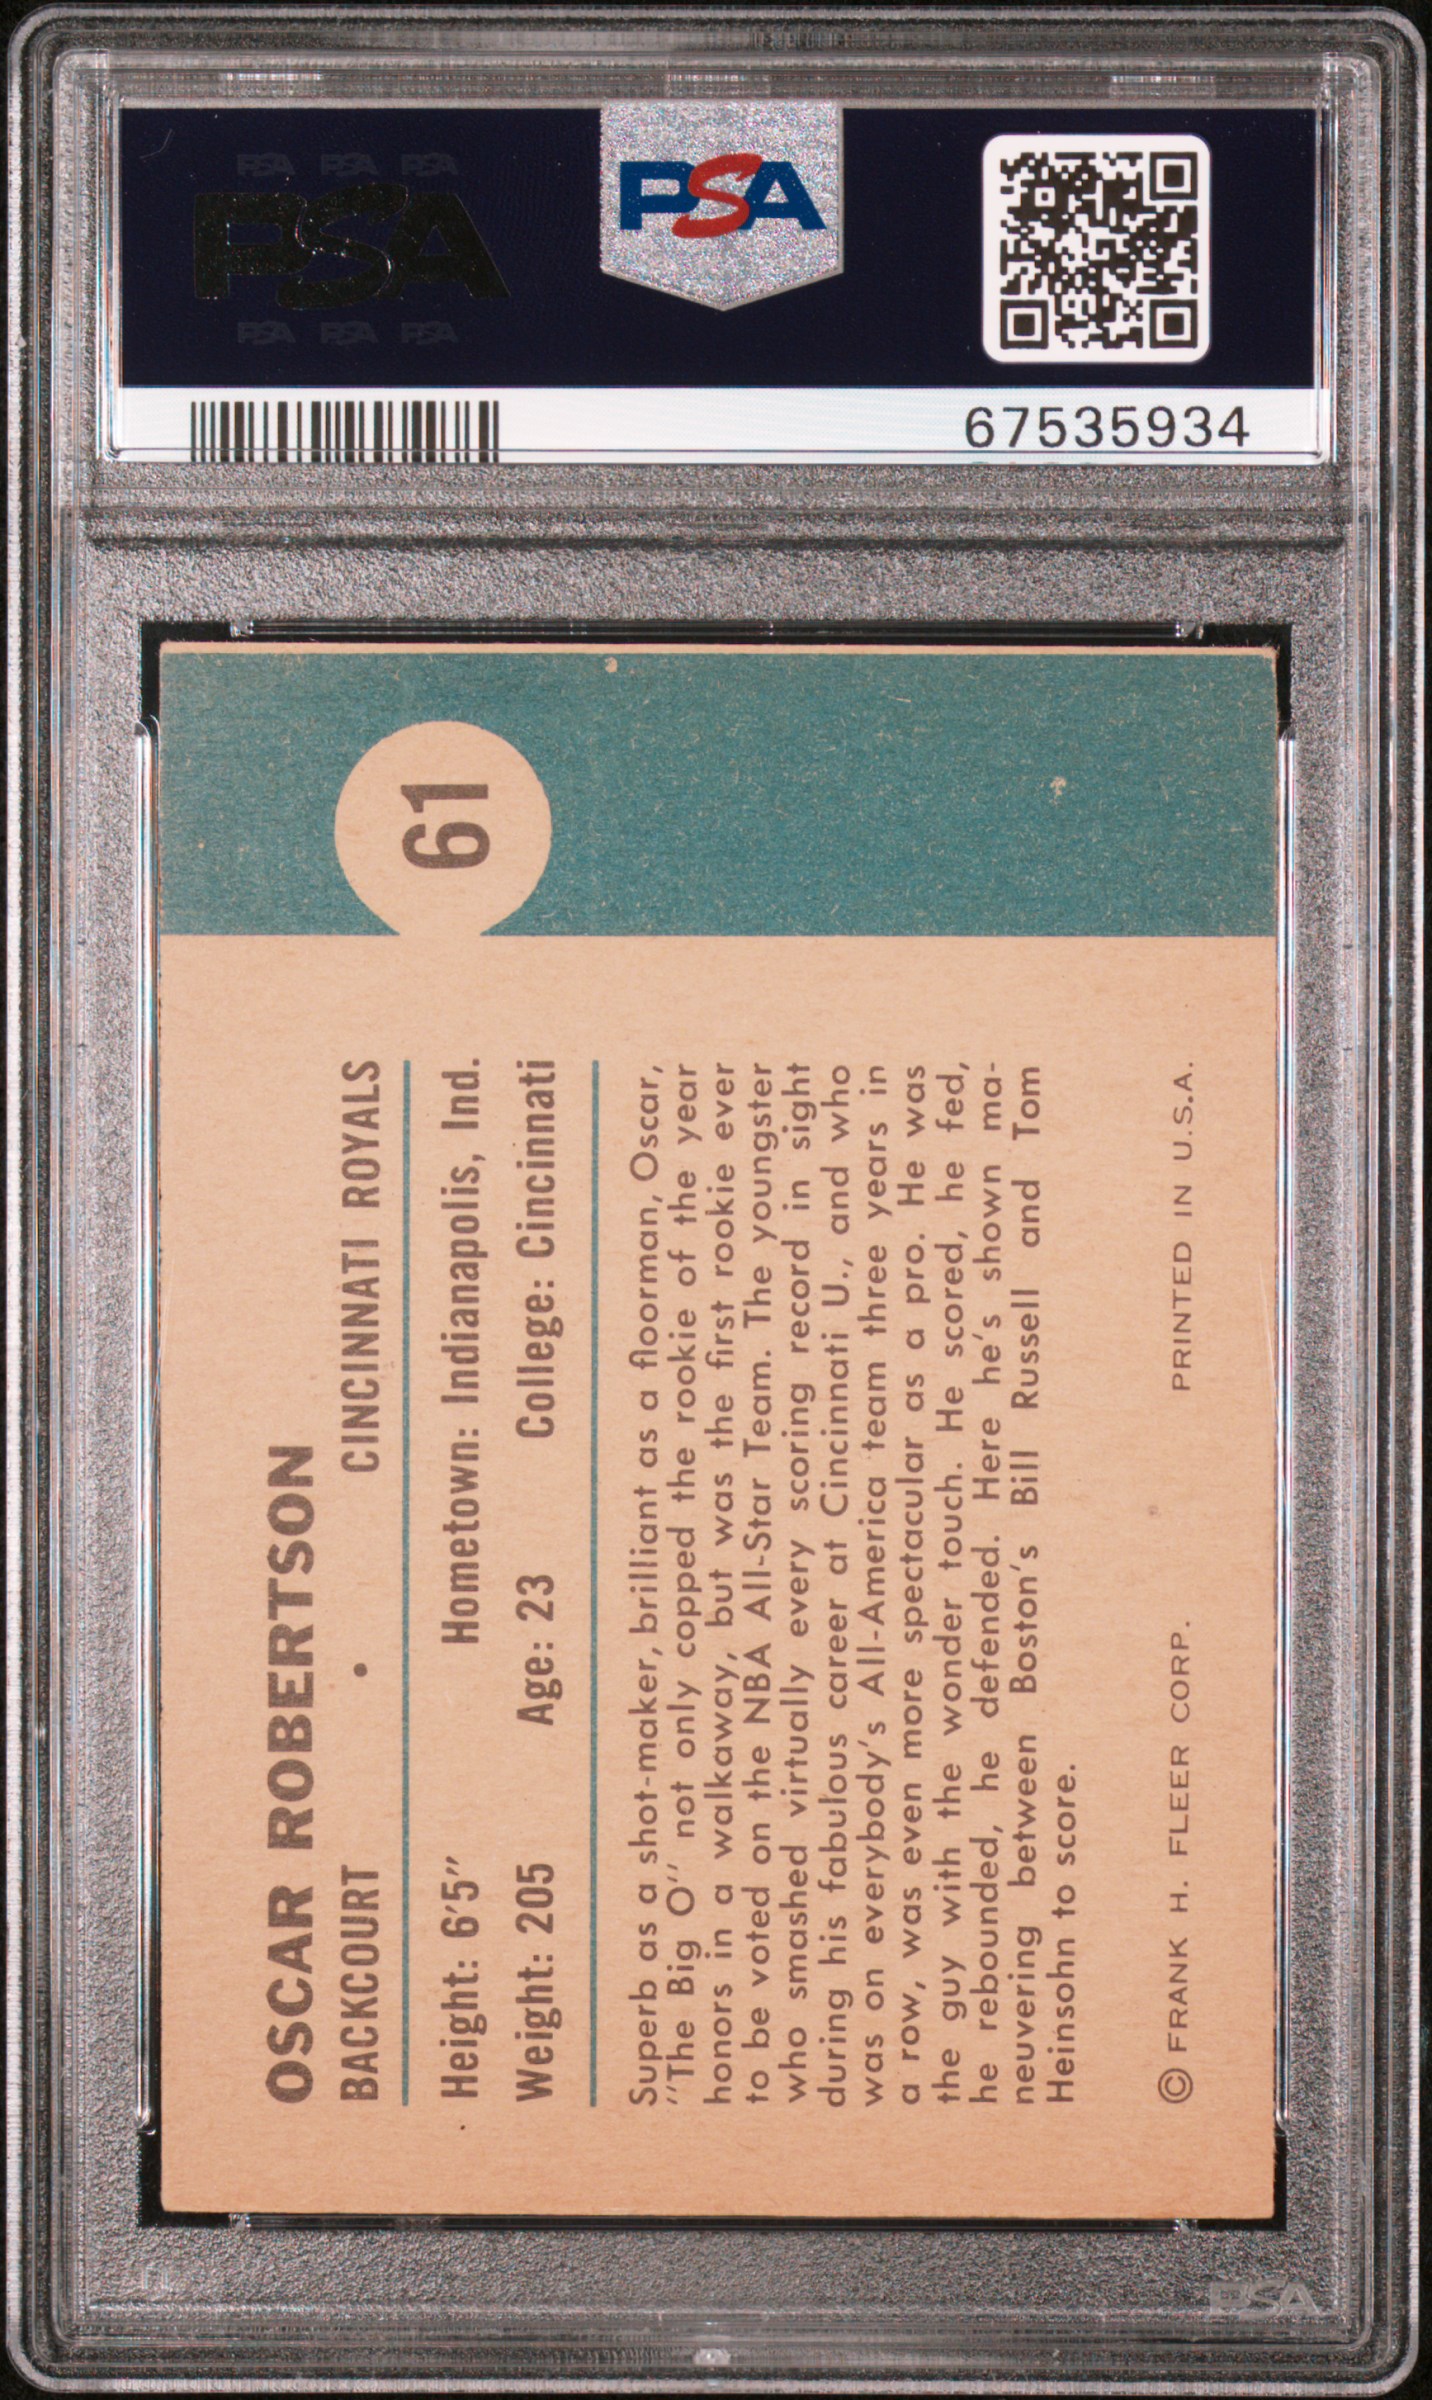 PSA PSA PSA
PSA
PSA PSA PSA
PSA
67535934
61
OSCAR ROBERTSON
BACKCOURT • CINCINNATI ROYALS
Height: 6'5" Hometown: Indianapolis, Ind.
Weight: 205 Age: 23 College: Cincinnati
Superb as a shot-maker, brilliant as a floorman, Oscar,
"The Big O" not only copped the rookie of the year
honors in a walkaway, but was the first rookie ever
to be voted on the NBA All-Star Team. The youngster
who smashed virtually every scoring record in sight
during his fabulous career at Cincinnati U., and who
was on everybody's All-America team three years in
a row, was even more spectacular as a pro. He was
the guy with the wonder touch. He scored, he fed,
he rebounded, he defended. Here he's shown ma-
neuvering between Boston's Bill Russell and Tom
Heinsohn to score.
© FRANK H. FLEER CORP. PRINTED IN U.S.A.
PSA